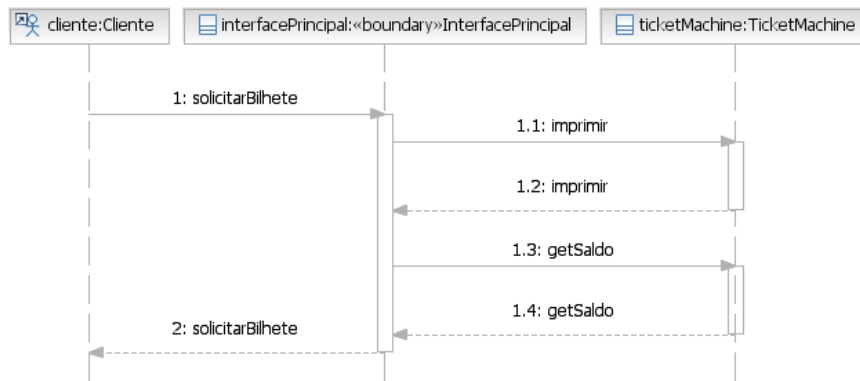 cliente:Cliente
interfacePrincipal:«boundary»InterfacePrincipal
ticketMachine:TicketMachine
1: solicitarBilhete
1.1: imprimir
1.2: imprimir
1.3: getSaldo
1.4: getSaldo
2: solicitarBilhete